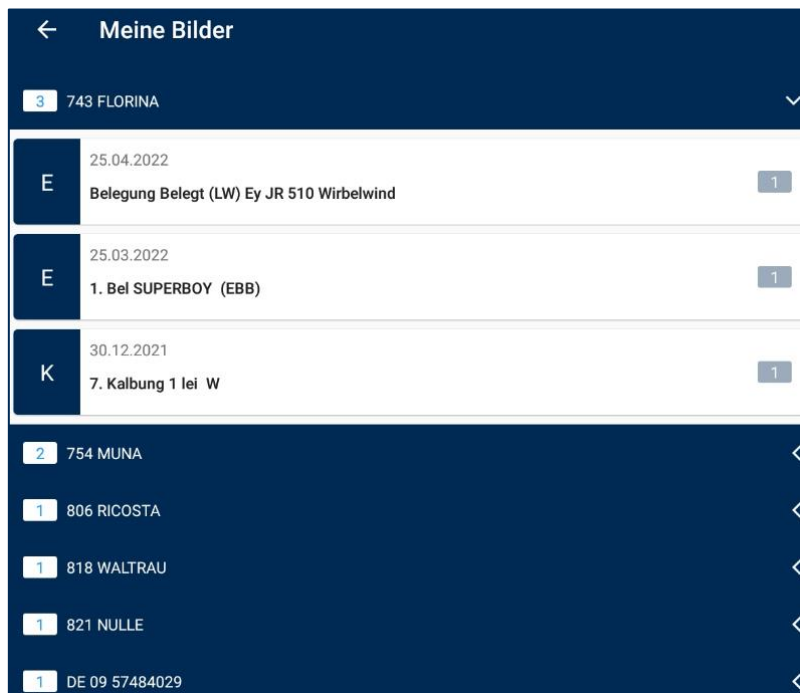 Meine Bilder
3 743 FLORINA
E
25.04.2022
Belegung Belegt (LW) Ey JR 510 Wirbelwind
1
E
25.03.2022
1. Bel SUPERBOY (EBB)
1
K
30.12.2021
7. Kalbung 1 lei W
1
2 754 MUNA
1 806 RICOSTA
1 818 WALTRAU
1 821 NULLE
1 DE 09 57484029